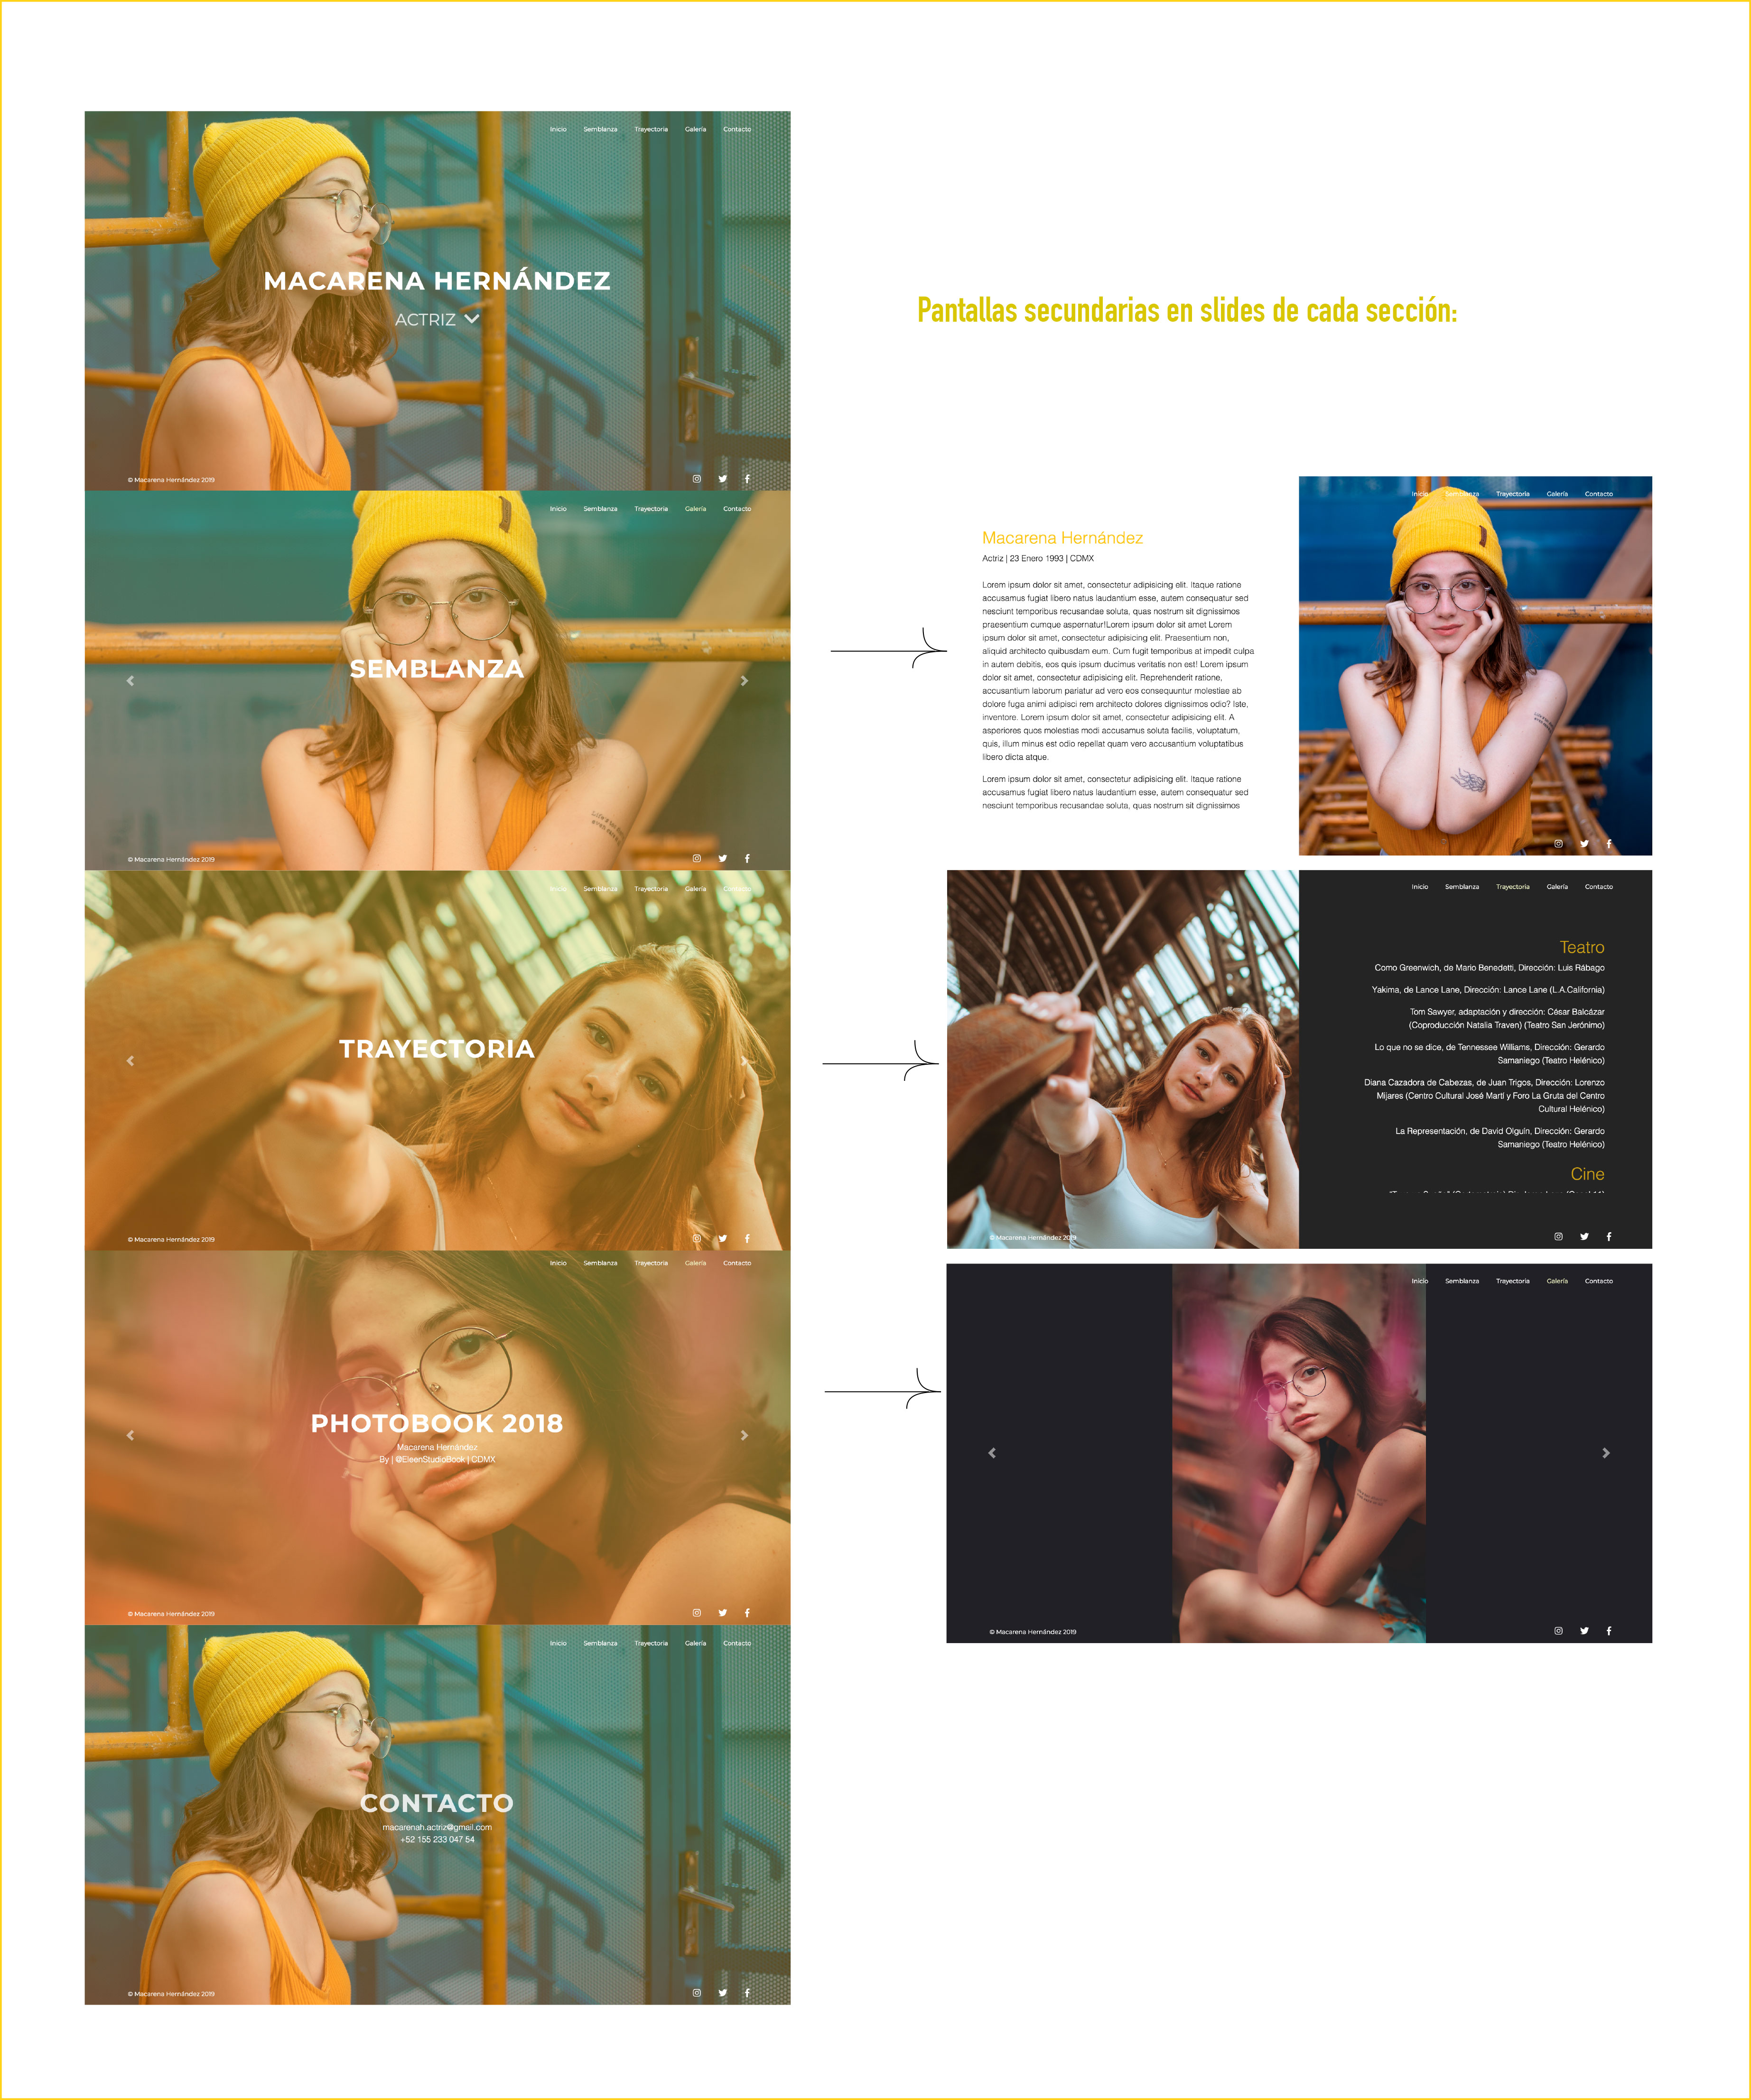 Inicio Semblanza Trayectoria Galería Contacto
MACARENA HERNÁNDEZ
ACTRIZ
© Macarena Hernández 2019
Pantallas secundarias en slides de cada sección:
Inicio Semblanza Trayectoria Galería Contacto
SEMBLANZA
© Macarena Hernández 2019
Inicio Semblanza Trayectoria Galería Contacto
Macarena Hernández
Actriz | 23 Enero 1993 | CDMX
Lorem ipsum dolor sit amet, consectetur adipisicing elit. Itaque ratione
accusamus fugiat libero natus laudantium esse, autem consequatur sed
nesciunt temporibus recusandae soluta, quas nostrum sit dignissimos
praesentium cumque aspernatur!Lorem ipsum dolor sit amet Lorem
ipsum dolor sit amet, consectetur adipisicing elit. Praesentium non,
aliquid architecto quibusdam eum. Cum fugit temporibus at impedit culpa
in autem debitis, eos quis ipsum ducimus veritatis non est! Lorem ipsum
dolor sit amet, consectetur adipisicing elit. Reprehenderit ratione,
accusantium laborum pariatur ad vero eos consequuntur molestiae ab
dolore fuga animi adipisci rem architecto dolores dignissimos odio? Iste,
inventore. Lorem ipsum dolor sit amet, consectetur adipisicing elit. A
asperiores quos molestias modi accusamus soluta facilis, voluptatum,
quis, illum minus est odio repellat quam vero accusantium voluptatibus
libero dicta atque.
Lorem ipsum dolor sit amet, consectetur adipisicing elit. Itaque ratione
accusamus fugiat libero natus laudantium esse, autem consequatur sed
nesciunt temporibus recusandae soluta, quas nostrum sit dignissimos
Inicio Semblanza Trayectoria Galería Contacto
TRAYECTORIA
© Macarena Hernández 2019
Inicio Semblanza Trayectoria Galería Contacto
Teatro
Como Greenwich, de Mario Benedetti, Dirección: Luis Rábago
Yakima, de Lance Lane, Dirección: Lance Lane (L.A.California)
Tom Sawyer, adaptación y dirección: César Balcázar
(Coproducción Natalia Traven) (Teatro San Jerónimo)
Lo que no se dice, de Tennessee Williams, Dirección: Gerardo
Samaniego (Teatro Helénico)
Diana Cazadora de Cabezas, de Juan Trigos, Dirección: Lorenzo
Mijares (Centro Cultural José Martí y Foro La Gruta del Centro
Cultural Helénico)
La Representación, de David Olguín, Dirección: Gerardo
Samaniego (Teatro Helénico)
Cine
© Macarena Hernández 2019
Inicio Semblanza Trayectoria Galería Contacto
PHOTOBOOK 2018
Macarena Hernández
By | @EleenStudioBook | CDMX
© Macarena Hernández 2019
Inicio Semblanza Trayectoria Galería Contacto
© Macarena Hernández 2019
Inicio Semblanza Trayectoria Galería Contacto
CONTACTO
macarenah.actriz@gmail.com
+52 155 233 047 54
© Macarena Hernández 2019